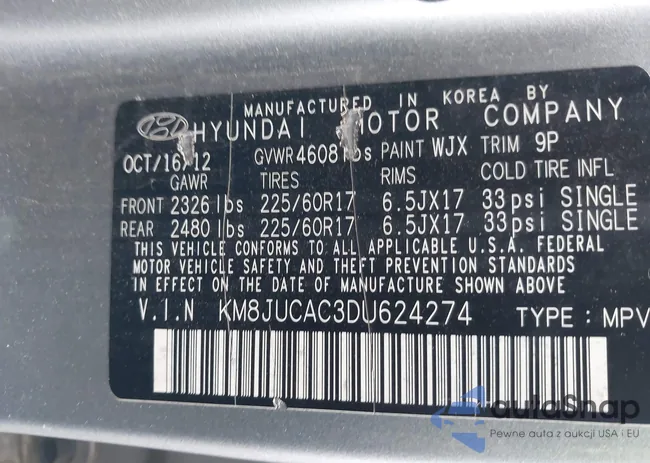 MANUFACTURED IN KOREA BY
HYUNDAI MOTOR COMPANY
OCT/16/12 GVWR 4608 lbs PAINT WJX TRIM 9P
GAWR TIRES RIMS COLD TIRE INFL
FRONT 2326 lbs 225/60R17 6.5JX17 33psi SINGLE
REAR 2480 lbs 225/60R17 6.5JX17 33psi SINGLE
THIS VEHICLE CONFORMS TO ALL APPLICABLE U.S.A. FEDERAL
MOTOR VEHICLE SAFETY AND THEFT PREVENTION STANDARDS
IN EFFECT ON THE DATE OF MANUFACTURE SHOWN ABOVE
V.I.N KM8JUCAC3DU624274 TYPE : MPV
autoSnap
Pewne auta z aukcji USA i EU